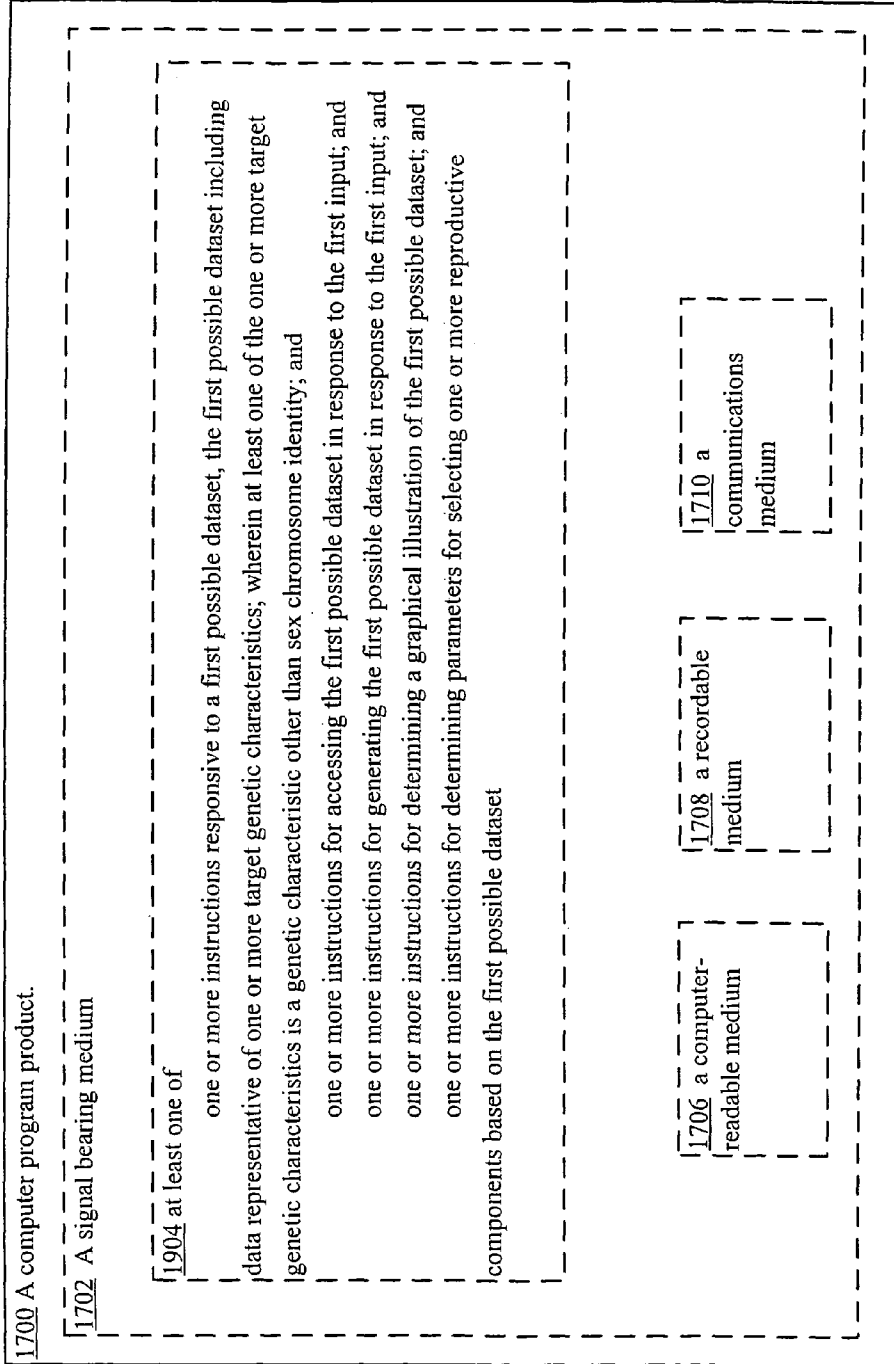 1700 A computer program product.
1702 A signal bearing medium
1904 at least one of
one or more instructions responsive to a first possible dataset, the first possible dataset including
data representative of one or more target genetic characteristics; wherein at least one of the one or more target
genetic characteristics is a genetic characteristic other than sex chromosome identity; and
one or more instructions for accessing the first possible dataset in response to the first input; and
one or more instructions for generating the first possible dataset in response to the first input; and
one or more instructions for determining a graphical illustration of the first possible dataset; and
one or more instructions for determining parameters for selecting one or more reproductive
components based on the first possible dataset
1706 a computer-
readable medium
1708 a recordable
medium
1710 a
communications
medium